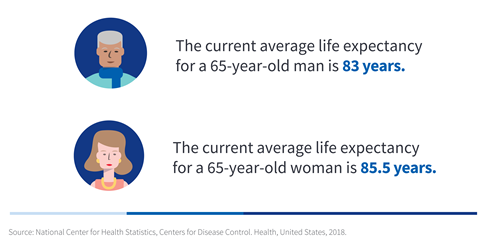 The current average life expectancy
for a 65-year-old man is 83 years.
The current average life expectancy
for a 65-year-old woman is 85.5 years.
Source: National Center for Health Statistics, Centers for Disease Control. Health, United States, 2018.